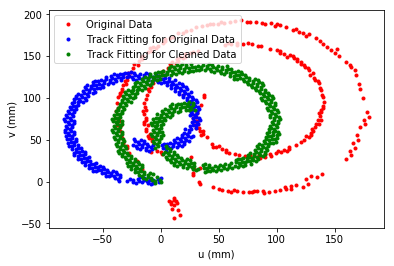 Original Data
Track Fitting for Original Data
Track Fitting for Cleaned Data
v (mm)
200
150
100
50
0
−50
−50
0
50
100
150
u (mm)